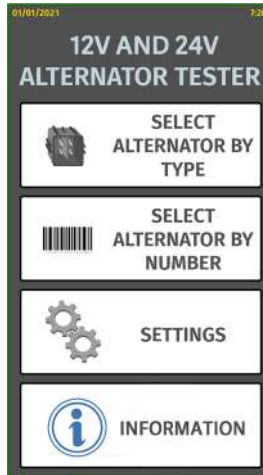 01/01/2021
12V AND 24V
ALTERNATOR TESTER
SELECT
ALTERNATOR BY
TYPE
SELECT
ALTERNATOR BY
NUMBER
SETTINGS
INFORMATION